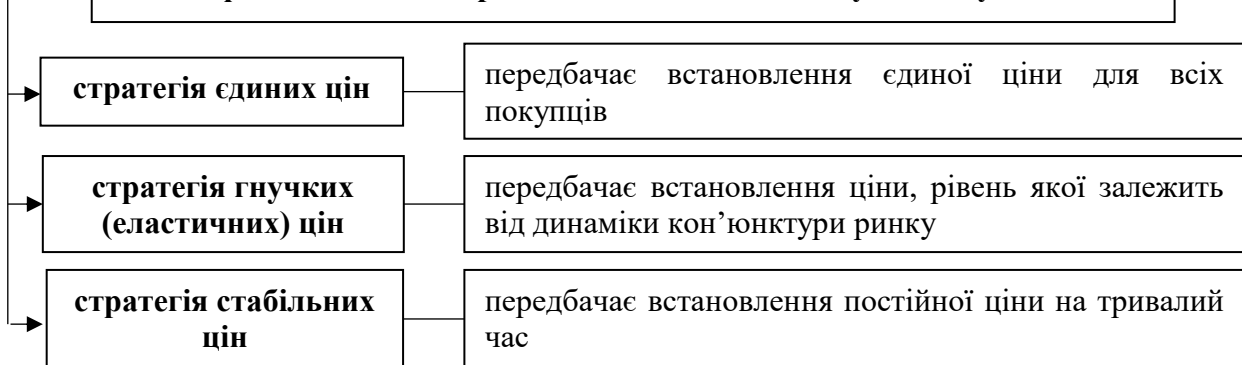 стратегія єдиних цін
передбачає встановлення єдиної ціни для всіх
покупців
стратегія гнучких
(еластичних) цін
передбачає встановлення ціни, рівень якої залежить
від динаміки кон’юнктури ринку
стратегія стабільних
цін
передбачає встановлення постійної ціни на тривалий
час